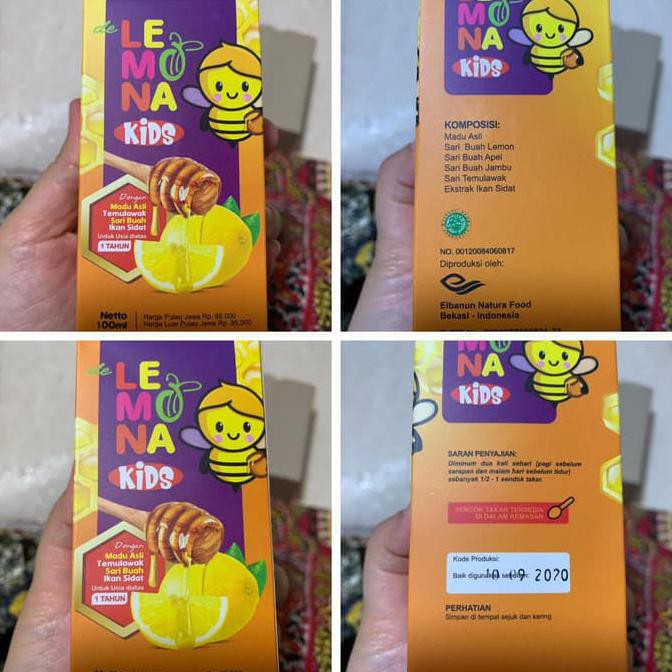 de LE
MO
NA
KiDS
Dengan
Madu Asli
Temulawak
Sari Buah
Ikan Sidat
Untuk Usia diatas
1 TAHUN
Netto
100ml
Harga Pulau Jawa Rp. 85.000
Harga Luar Pulau Jawa Rp. 95.000
MO
NA
KiDS
KOMPOSISI:
Madu Asli
Sari Buah Lemon
Sari Buah Apel
Sari Buah Jambu
Sari Temulawak
Ekstrak Ikan Sidat
NO. 00120084060817
Diproduksi oleh:
Elbanun Natura Food
Bekasi - Indonesia
de LE
MO
NA
KiDS
Dengan
Madu Asli
Temulawak
Sari Buah
Ikan Sidat
Untuk Usia diatas
1 TAHUN
MO
NA
KiDS
SARAN PENYAJIAN:
Diminum dua kali sehari (pagi sebelum
sarapan dan malam hari sebelum tidur)
sebanyak 1/2 - 1 sendok takar.
SENDOK TAKAR TERSEDIA
DI DALAM KEMASAN
Kode Produksi:
Baik digunakan sebelum:
09 2020
PERHATIAN
Simpan di tempat sejuk dan kering